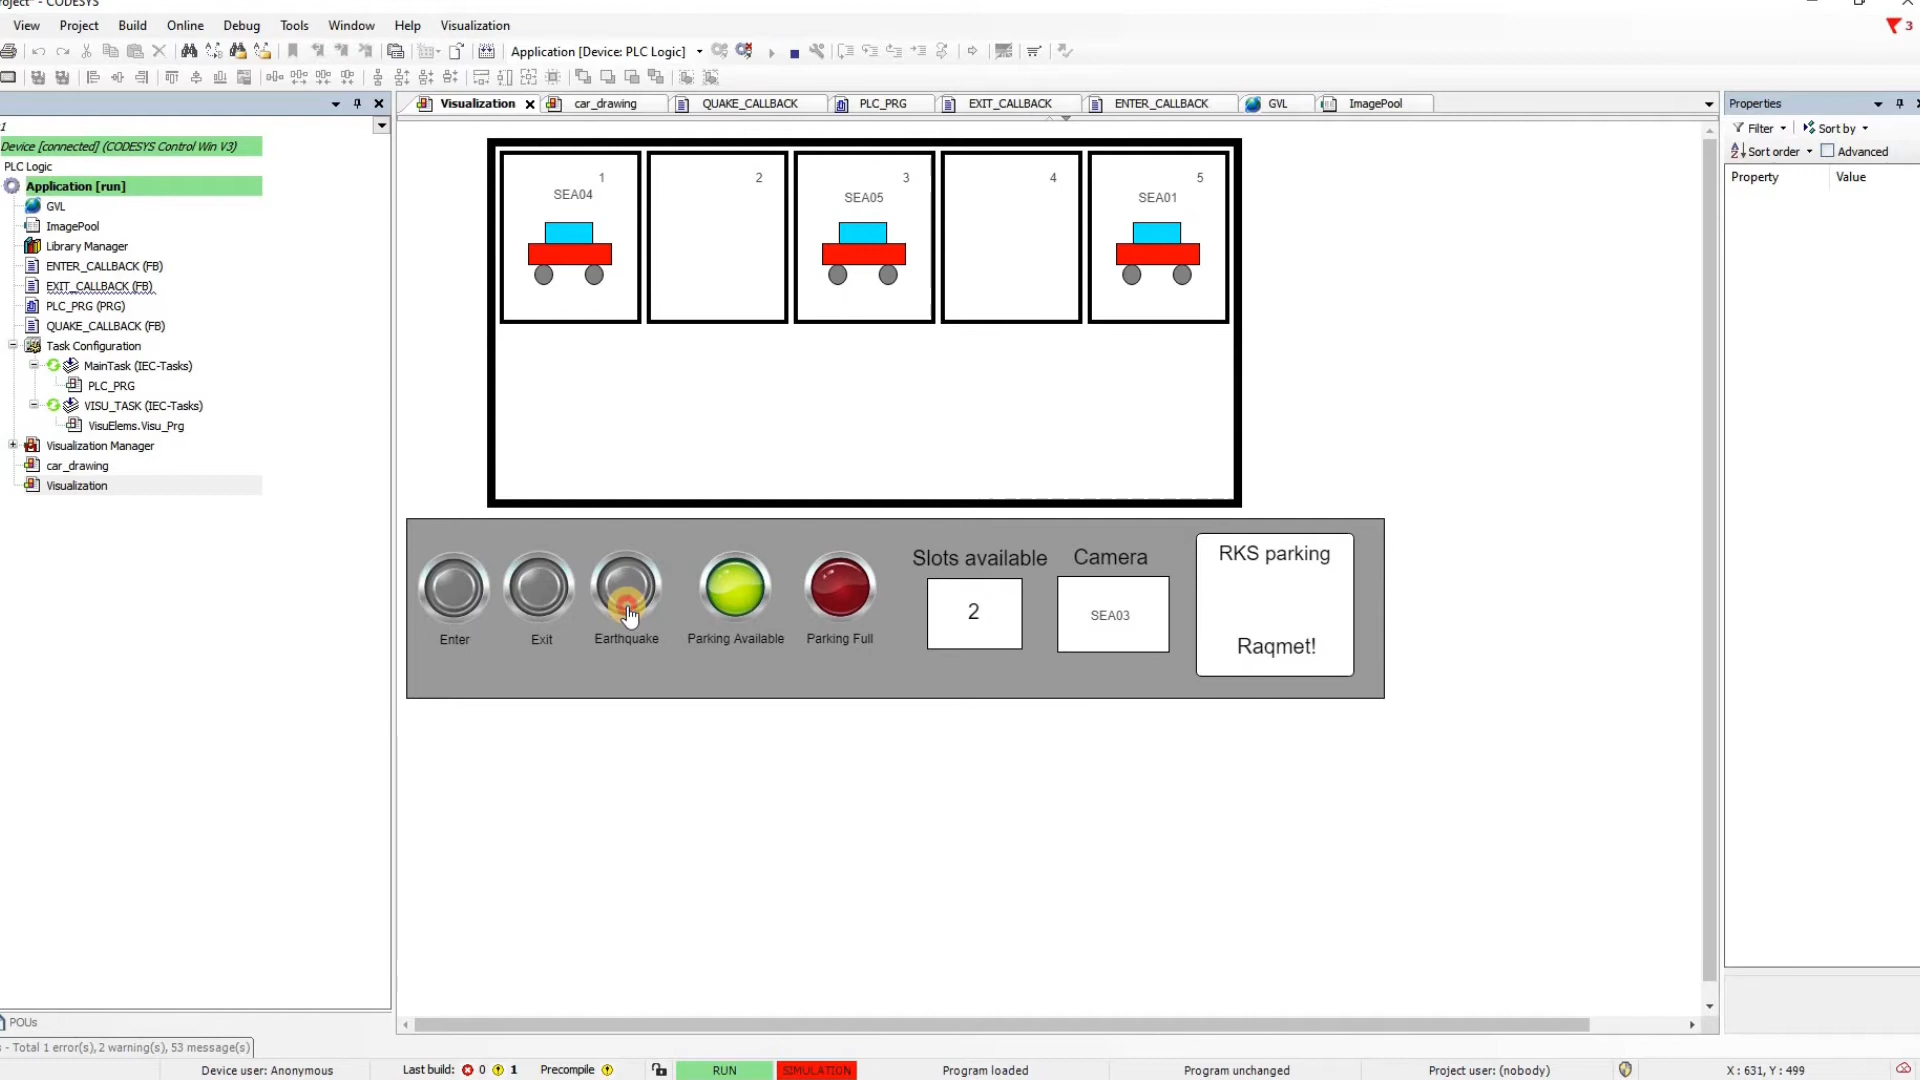 roject* - CODESYS
View Project Build Online Debug Tools Window Help Visualization
3
Application [Device: PLC Logic]
Visualization car_drawing QUAKE_CALLBACK PLC_PRG EXIT_CALLBACK ENTER_CALLBACK GVL ImagePool
Properties
Filter Sort by
Sort order Advanced
Property Value
1
Device [connected] (CODESYS Control Win V3)
PLC Logic
Application [run]
GVL
ImagePool
Library Manager
ENTER_CALLBACK (FB)
EXIT_CALLBACK (FB)
PLC_PRG (PRG)
QUAKE_CALLBACK (FB)
Task Configuration
MainTask (IEC-Tasks)
PLC_PRG
VISU_TASK (IEC-Tasks)
VisuElems.Visu_Prg
Visualization Manager
car_drawing
Visualization
1 2 3 4 5
SEA04 SEA05 SEA01
Slots available Camera RKS parking
2 SEA03
Enter Exit Earthquake Parking Available Parking Full Raqmet!
POUs
- Total 1 error(s), 2 warning(s), 53 message(s)
Device user: Anonymous Last build: 0 1 Precompile RUN SIMULATION Program loaded Program unchanged Project user: (nobody) X: 631, Y: 499